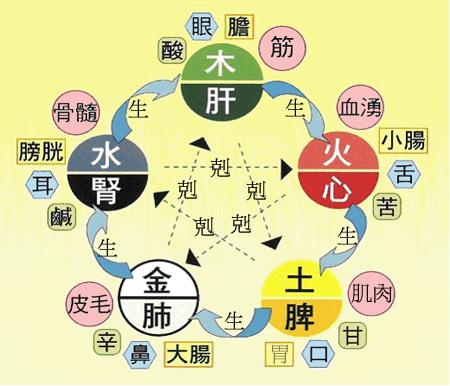 酸
眼
膽
筋
木
肝
生
生
骨髓
血湧
膀胱
水
腎
火
心
小腸
耳
舌
鹹
苦
剋
剋
剋
剋
剋
生
生
皮毛
金
肺
土
脾
肌肉
生
辛
鼻
大腸
胃
口
甘